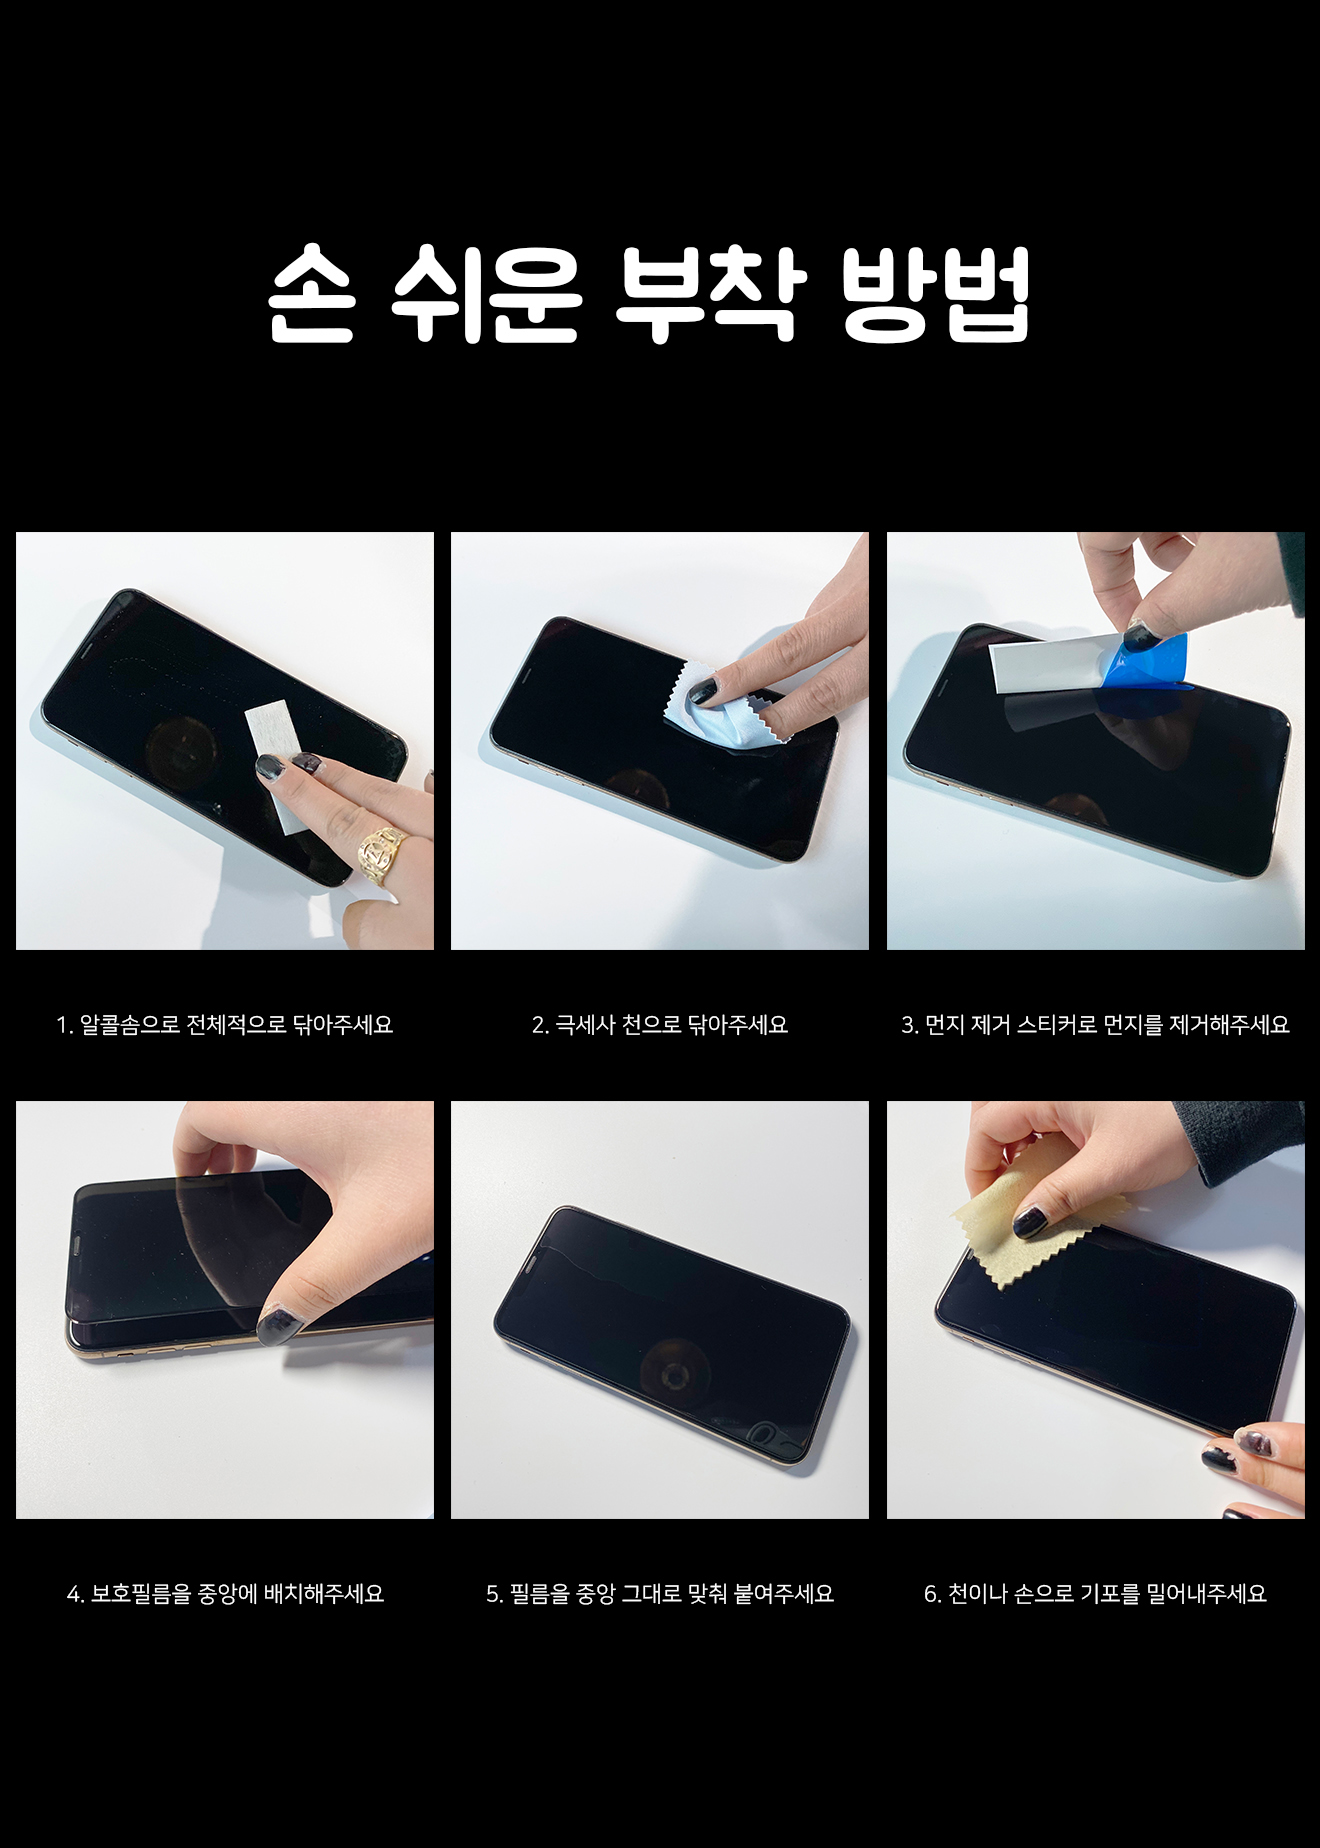 손 쉬운 부착 방법
1. 알콜솜으로 전체적으로 닦아주세요
2. 극세사 천으로 닦아주세요
3. 먼지 제거 스티커로 먼지를 제거해주세요
4. 보호필름을 중앙에 배치해주세요
5. 필름을 중앙 그대로 맞춰 붙여주세요
6. 천이나 손으로 기포를 밀어내주세요